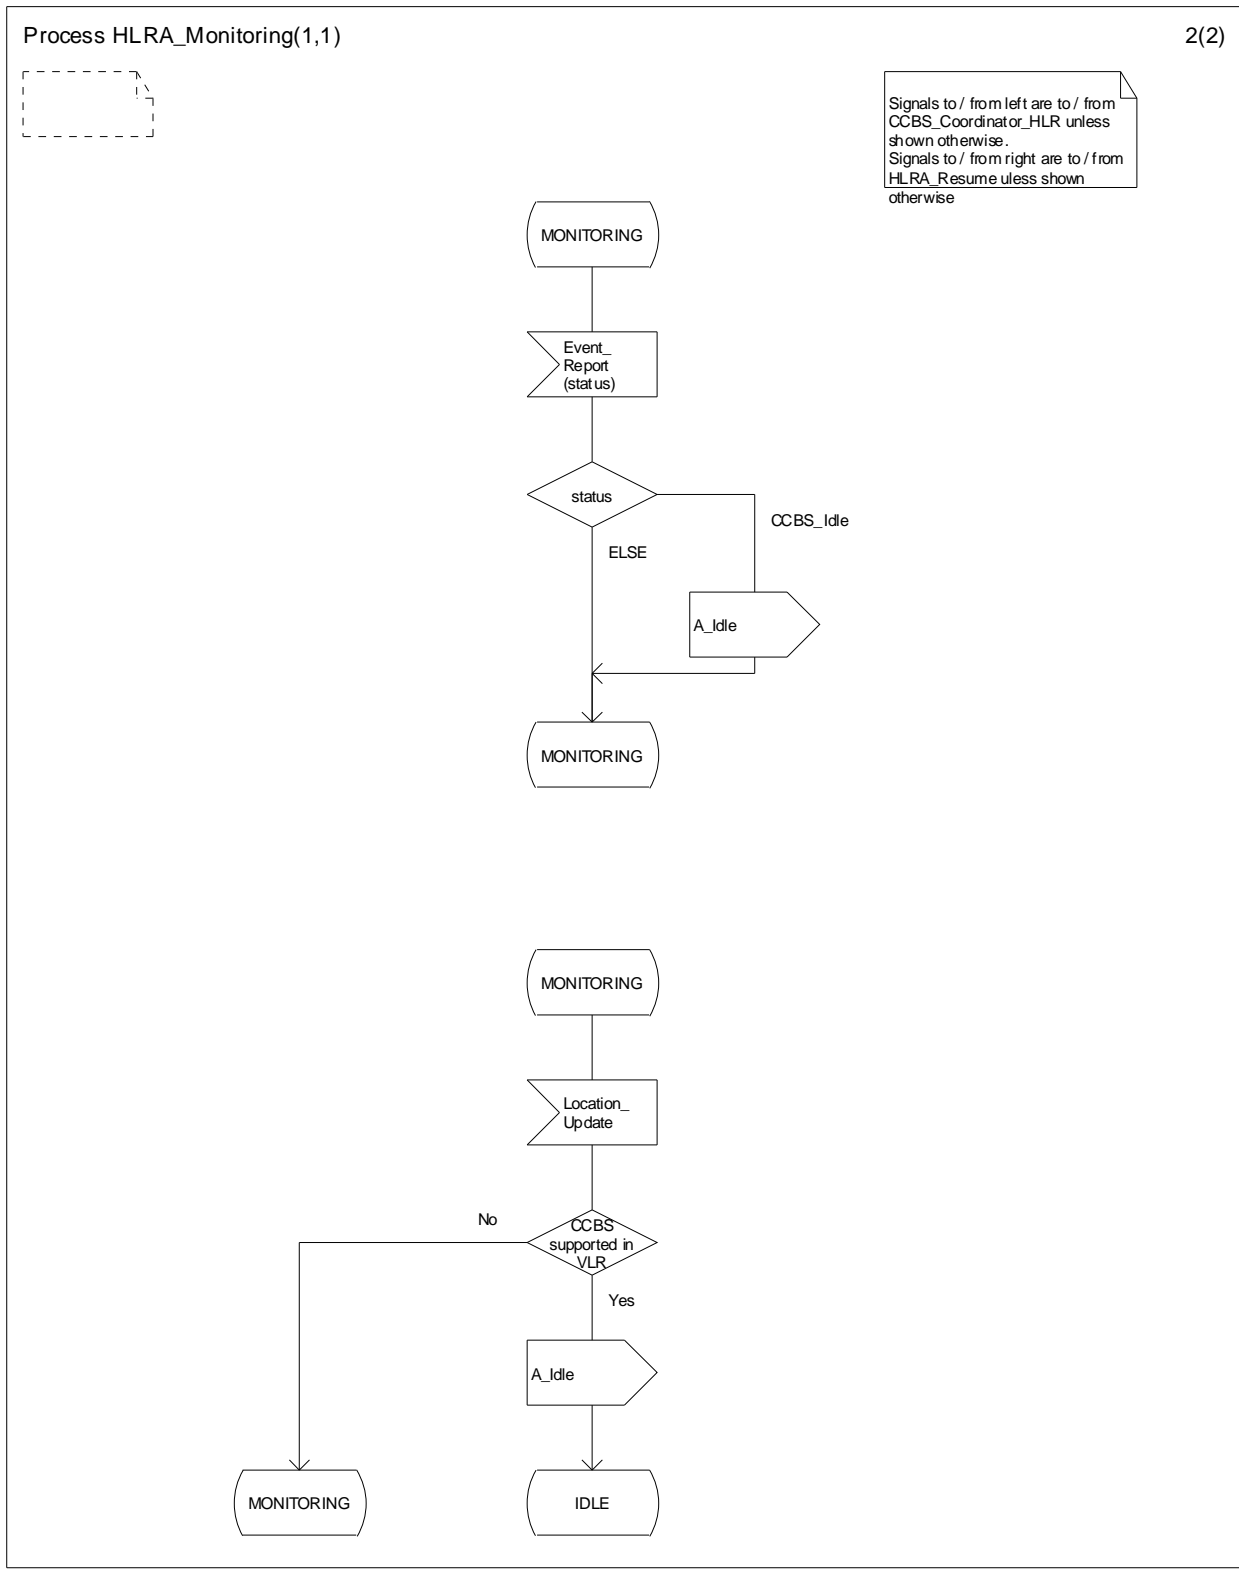 Process HLRA_Monitoring(1,1)
2(2)
Signals to / from left are to / from
CCBS_Coordinator_HLR unless
shown otherwise.
Signals to / from right are to / from
HLRA_Resume uless shown
otherwise
MONITORING
Event_
Report
(status)
status
CCBS_Idle
ELSE
A_Idle
MONITORING
MONITORING
Location_
Update
No
CCBS
supported in
VLR
Yes
A_Idle
MONITORING
IDLE